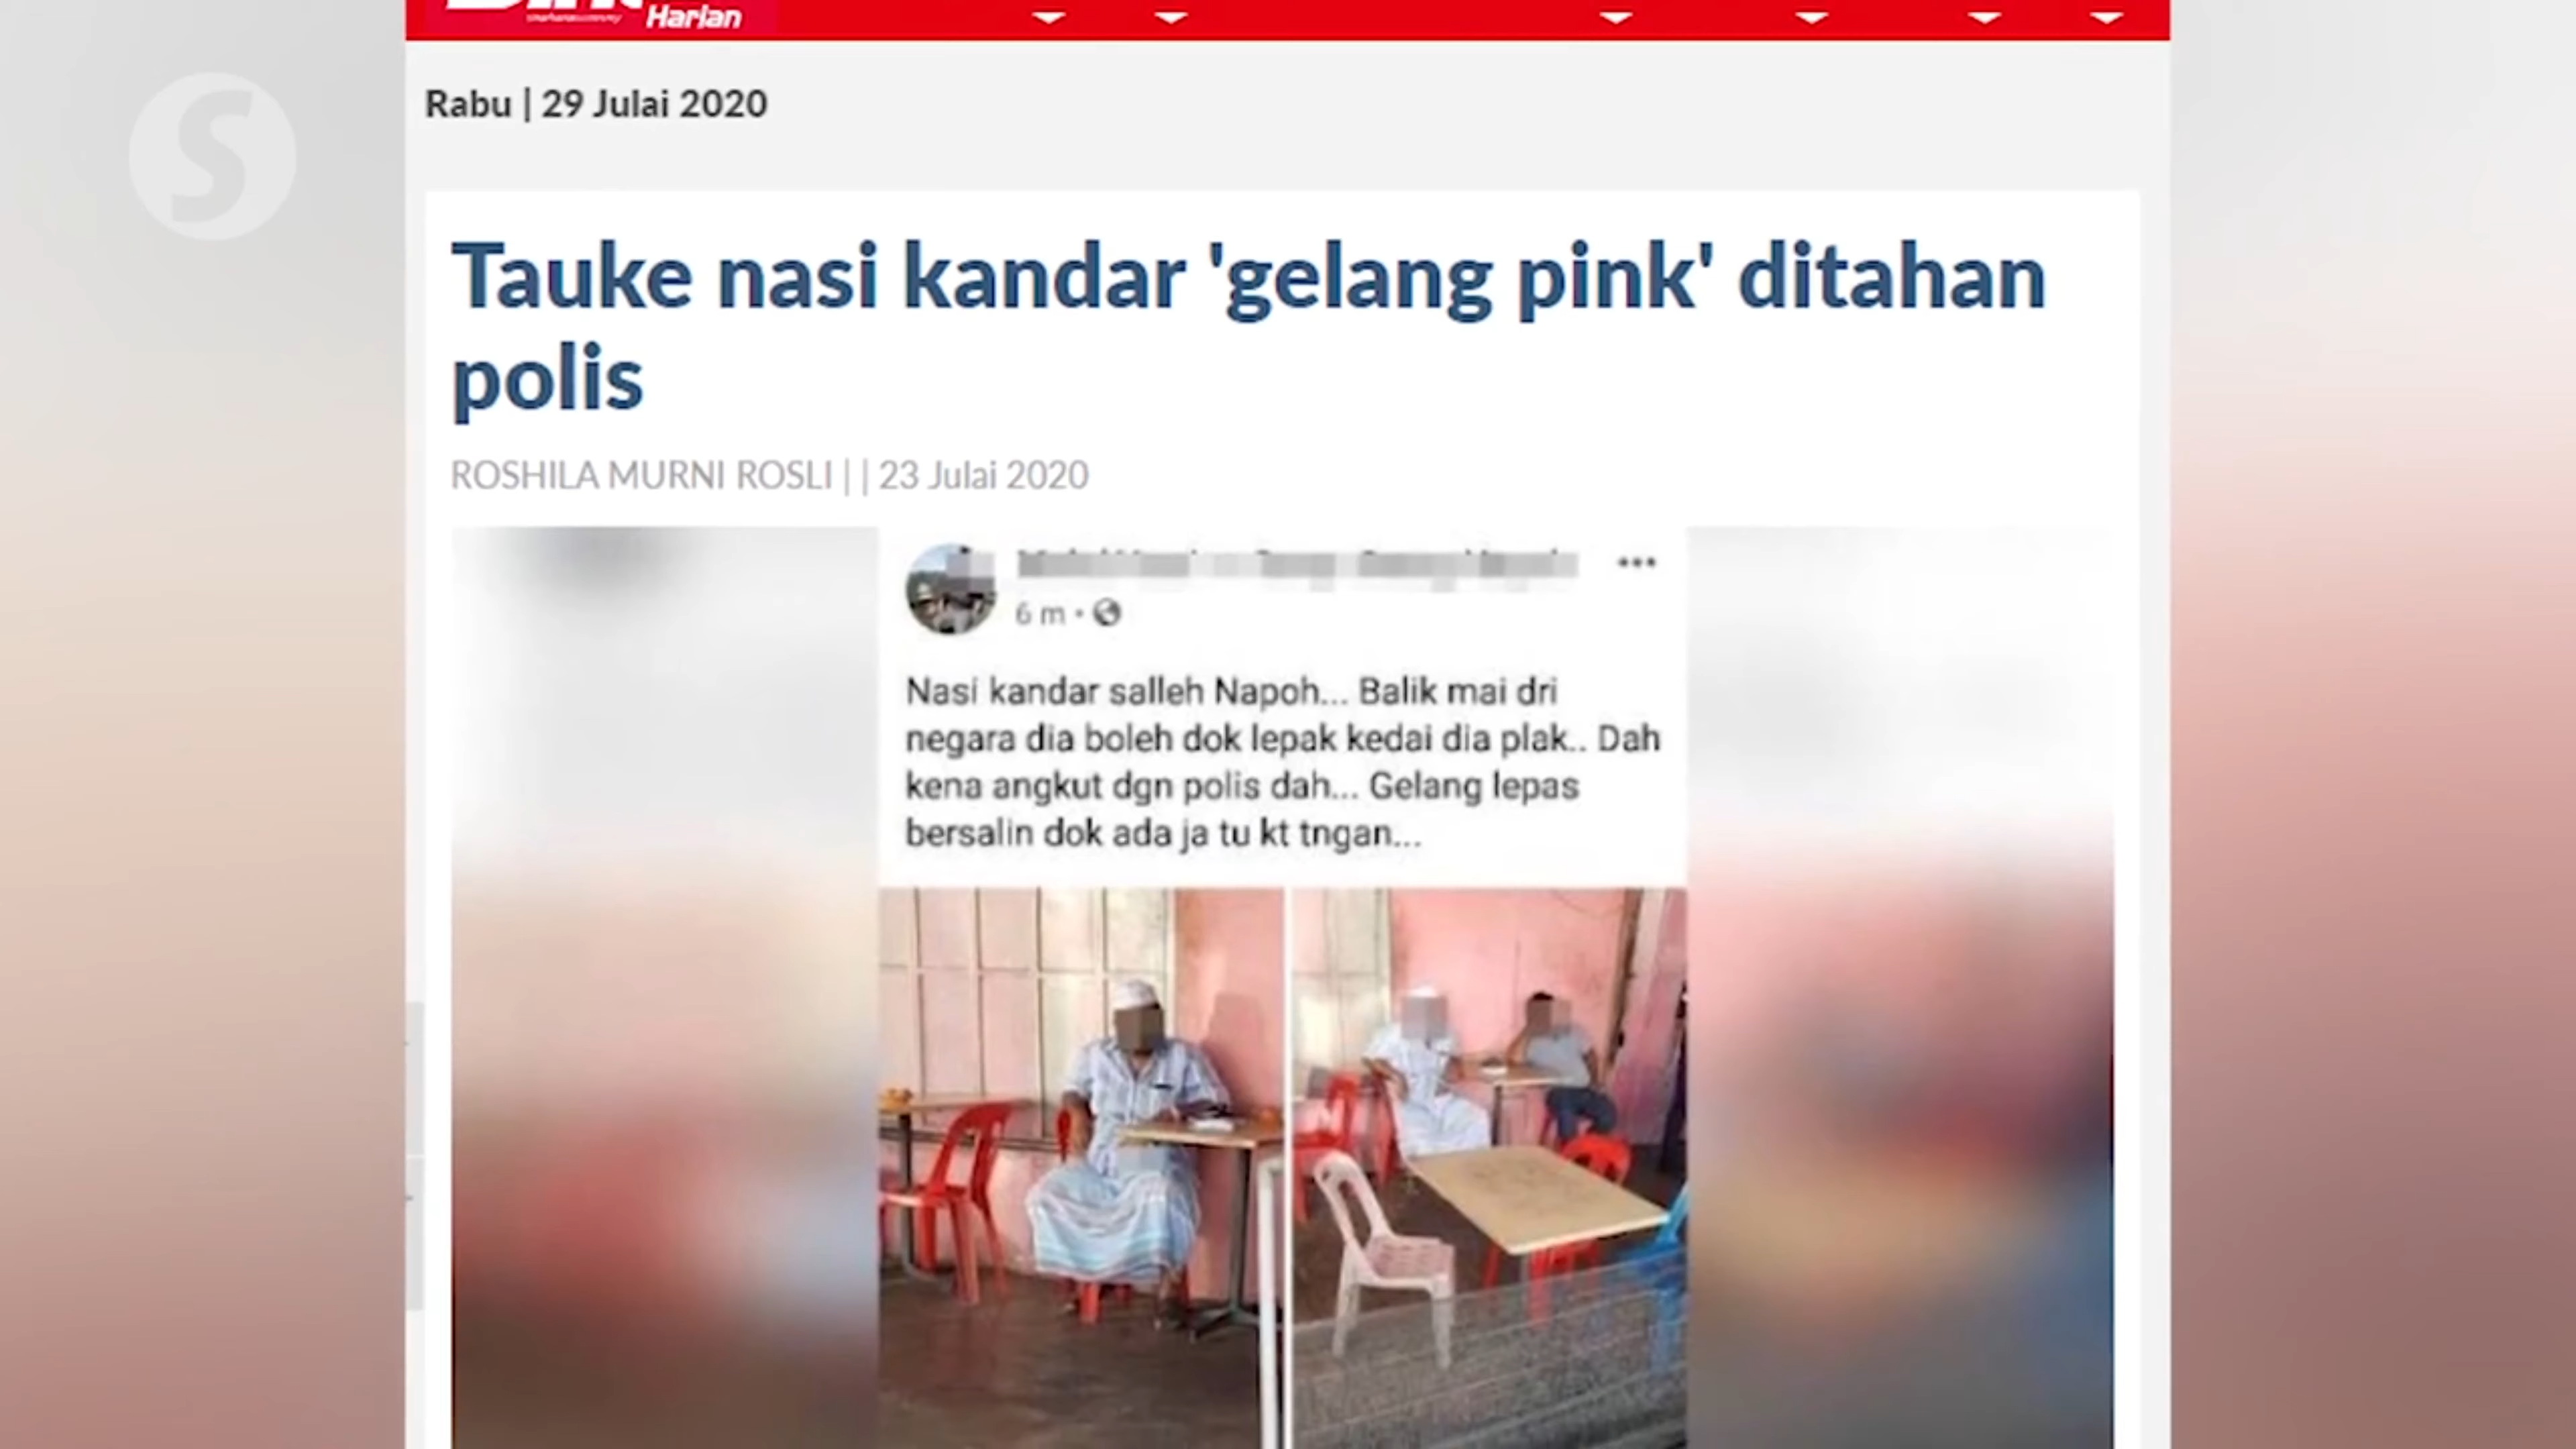 Harian
Rabu | 29 Julai 2020
Tauke nasi kandar 'gelang pink' ditahan
polis
ROSHILA MURNI ROSLI | | 23 Julai 2020
6 m •
Nasi kandar salleh Napoh... Balik mai dri
negara dia boleh dok lepak kedai dia plak.. Dah
kena angkut dgn polis dah... Gelang lepas
bersalin dok ada ja tu kt tngan...